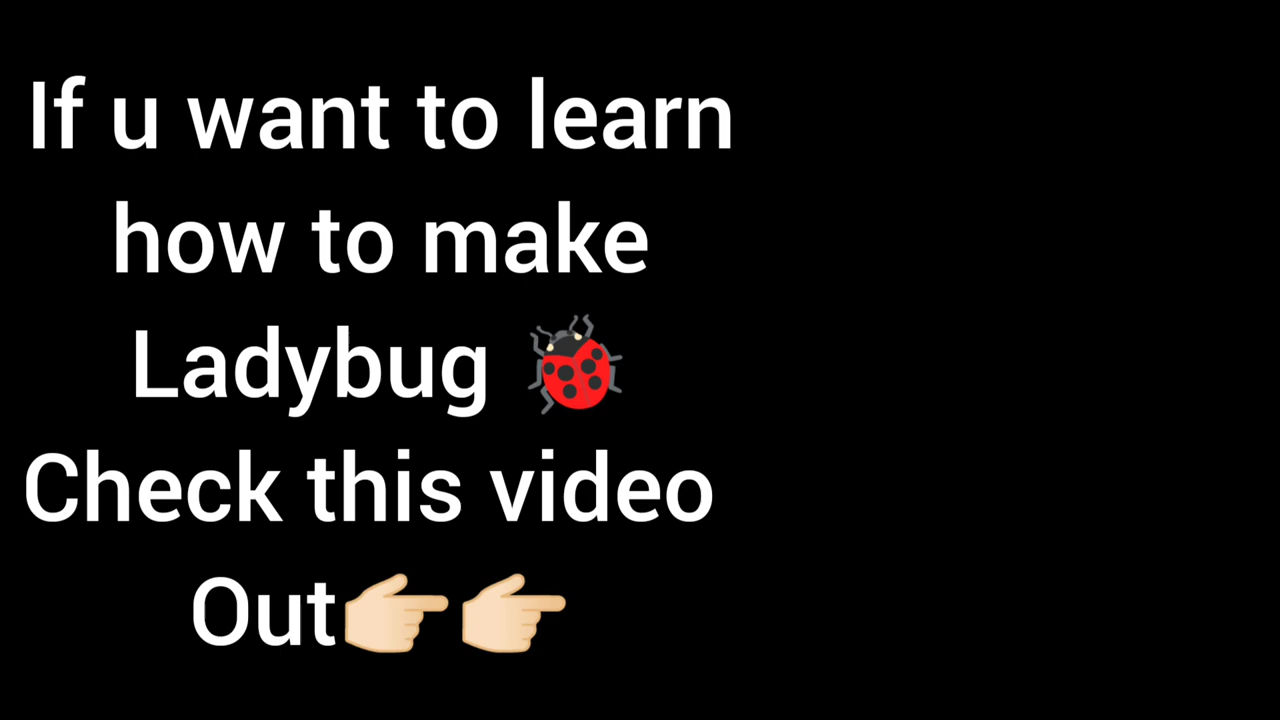 If u want to learn
how to make
Ladybug 🐞
Check this video
Out👉🏻👉🏻